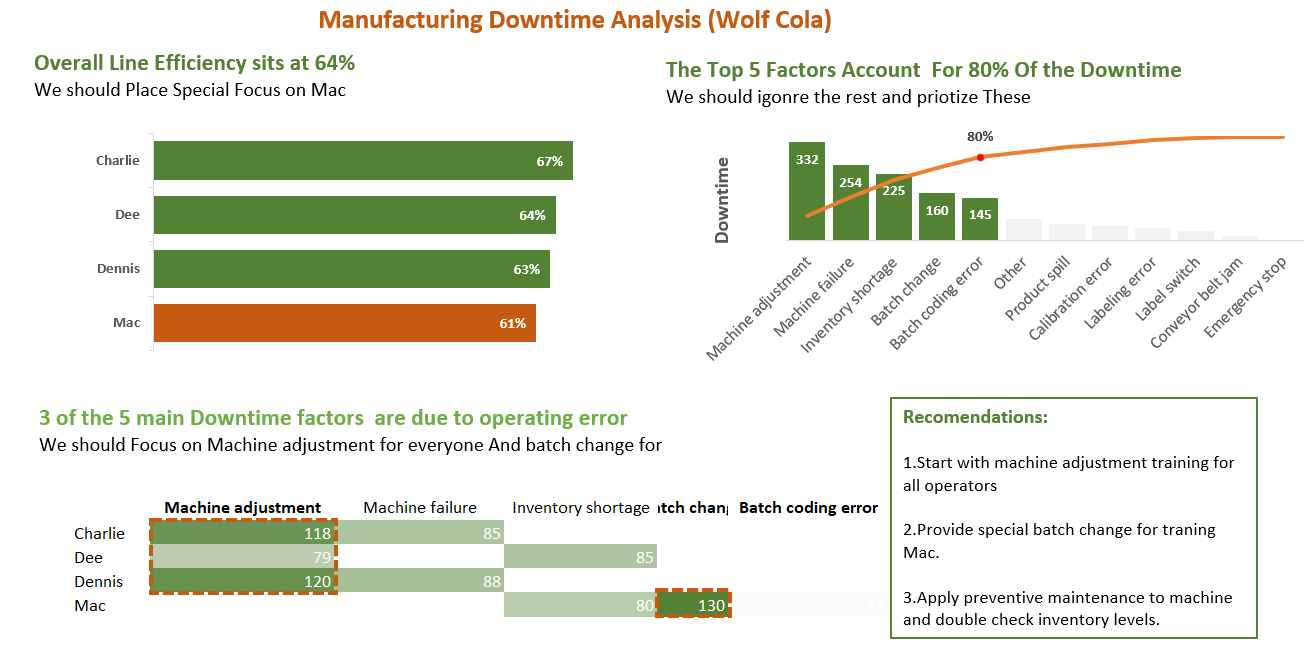 Manufacturing Downtime Analysis (Wolf Cola)
Overall Line Efficiency sits at 64%
We should Place Special Focus on Mac
Charlie 67%
Dee 64%
Dennis 63%
Mac 61%
The Top 5 Factors Account For 80% Of the Downtime
We should igonre the rest and priotize These
80%
Downtime
332
254
225
160
145
Machine adjustment
Machine failure
Inventory shortage
Batch change
Batch coding error
Other
Product spill
Calibration error
Labeling error
Label switch
Conveyor belt jam
Emergency stop
3 of the 5 main Downtime factors are due to operating error
We should Focus on Machine adjustment for everyone And batch change for
Machine adjustment Machine failure Inventory shortage tch chan Batch coding error
Charlie 118 85
Dee 79 85
Dennis 120 88
Mac 80 130
Recomendations:
1.Start with machine adjustment training for
all operators
2.Provide special batch change for traning
Mac.
3.Apply preventive maintenance to machine
and double check inventory levels.